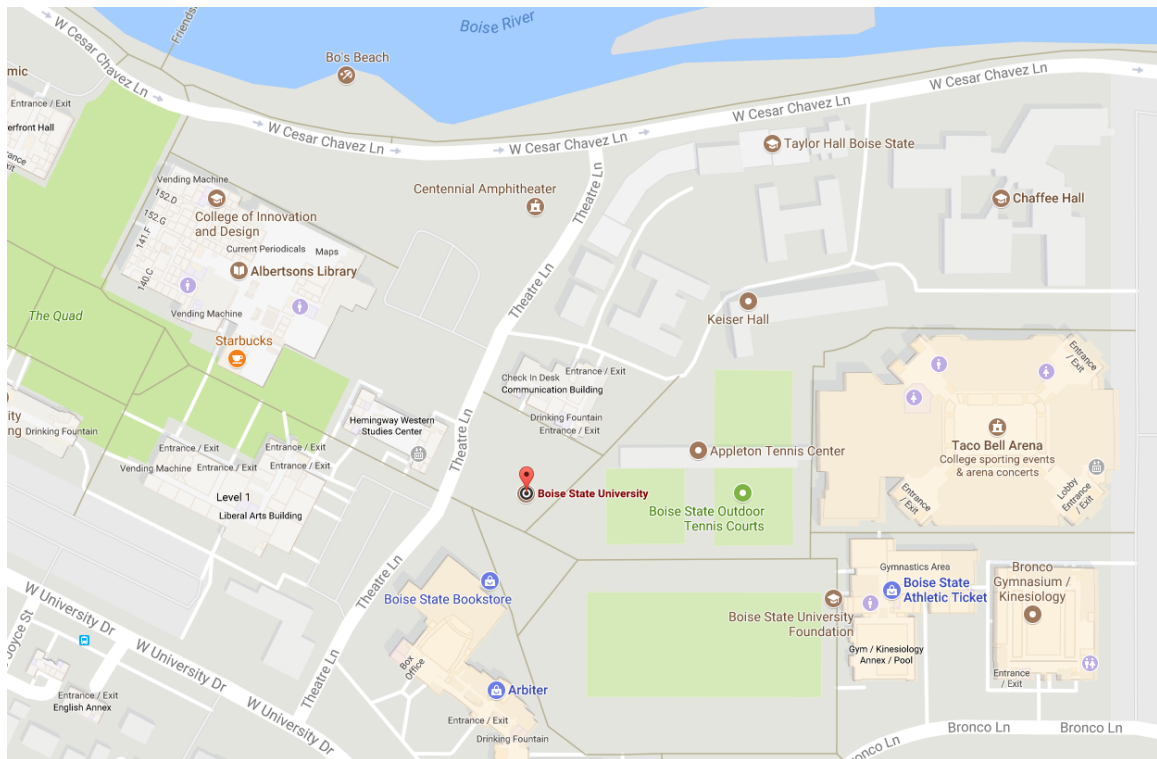 Boise River
Friends
Bo's Beach
W Cesar Chavez Ln
W Cesar Chavez Ln
W Cesar Chavez Ln
W Cesar Chavez Ln
W Cesar Chavez Ln
mic
Entrance / Exit
erfront Hall
Taylor Hall Boise State
Centennial Amphitheater
Chaffee Hall
Theatre Ln
Theatre Ln
Vending Machine
152.D
152.G
141.F
140.C
College of Innovation
and Design
Current Periodicals
Maps
Albertsons Library
Vending Machine
The Quad
Starbucks
Keiser Hall
Entrance / Exit
Check In Desk
Communication Building
Drinking Fountain
Entrance / Exit
Hemingway Western
Studies Center
Theatre Ln
Entrance
/ Exit
Entrance
/ Exit
Taco Bell Arena
College sporting events
& arena concerts
Entrance
/ Exit
Lobby
Entrance
/ Exit
Appleton Tennis Center
Boise State University
Boise State Outdoor
Tennis Courts
ity
ng
Drinking Fountain
Entrance / Exit
Entrance / Exit
Vending Machine
Entrance / Exit
Entrance / Exit
Level 1
Liberal Arts Building
Theatre Ln
Boise State Bookstore
Gymnastics Area
Boise State
Athletic Ticket
Bronco
Gymnasium /
Kinesiology
Boise State University
Foundation
Gym / Kinesiology
Annex / Pool
Entrance
/ Exit
W University Dr
W University Dr
W University Dr
Joyce St
Entrance / Exit
English Annex
Theatre Ln
Box
Office
Arbiter
Entrance / Exit
Drinking Fountain
Bronco Ln
Bronco Ln
Bronco Ln